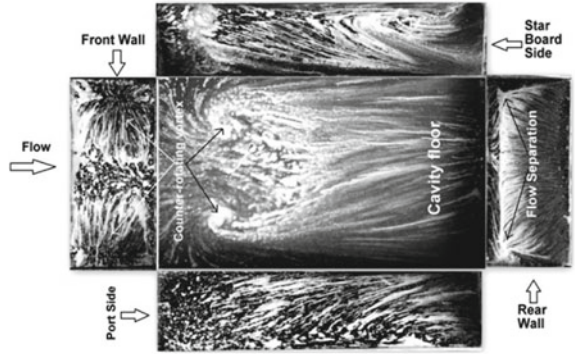 Front Wall
Star
Board
Side
Flow
Counter-rotating vortex
Cavity floor
Flow Separation
Port Side
Rear
Wall